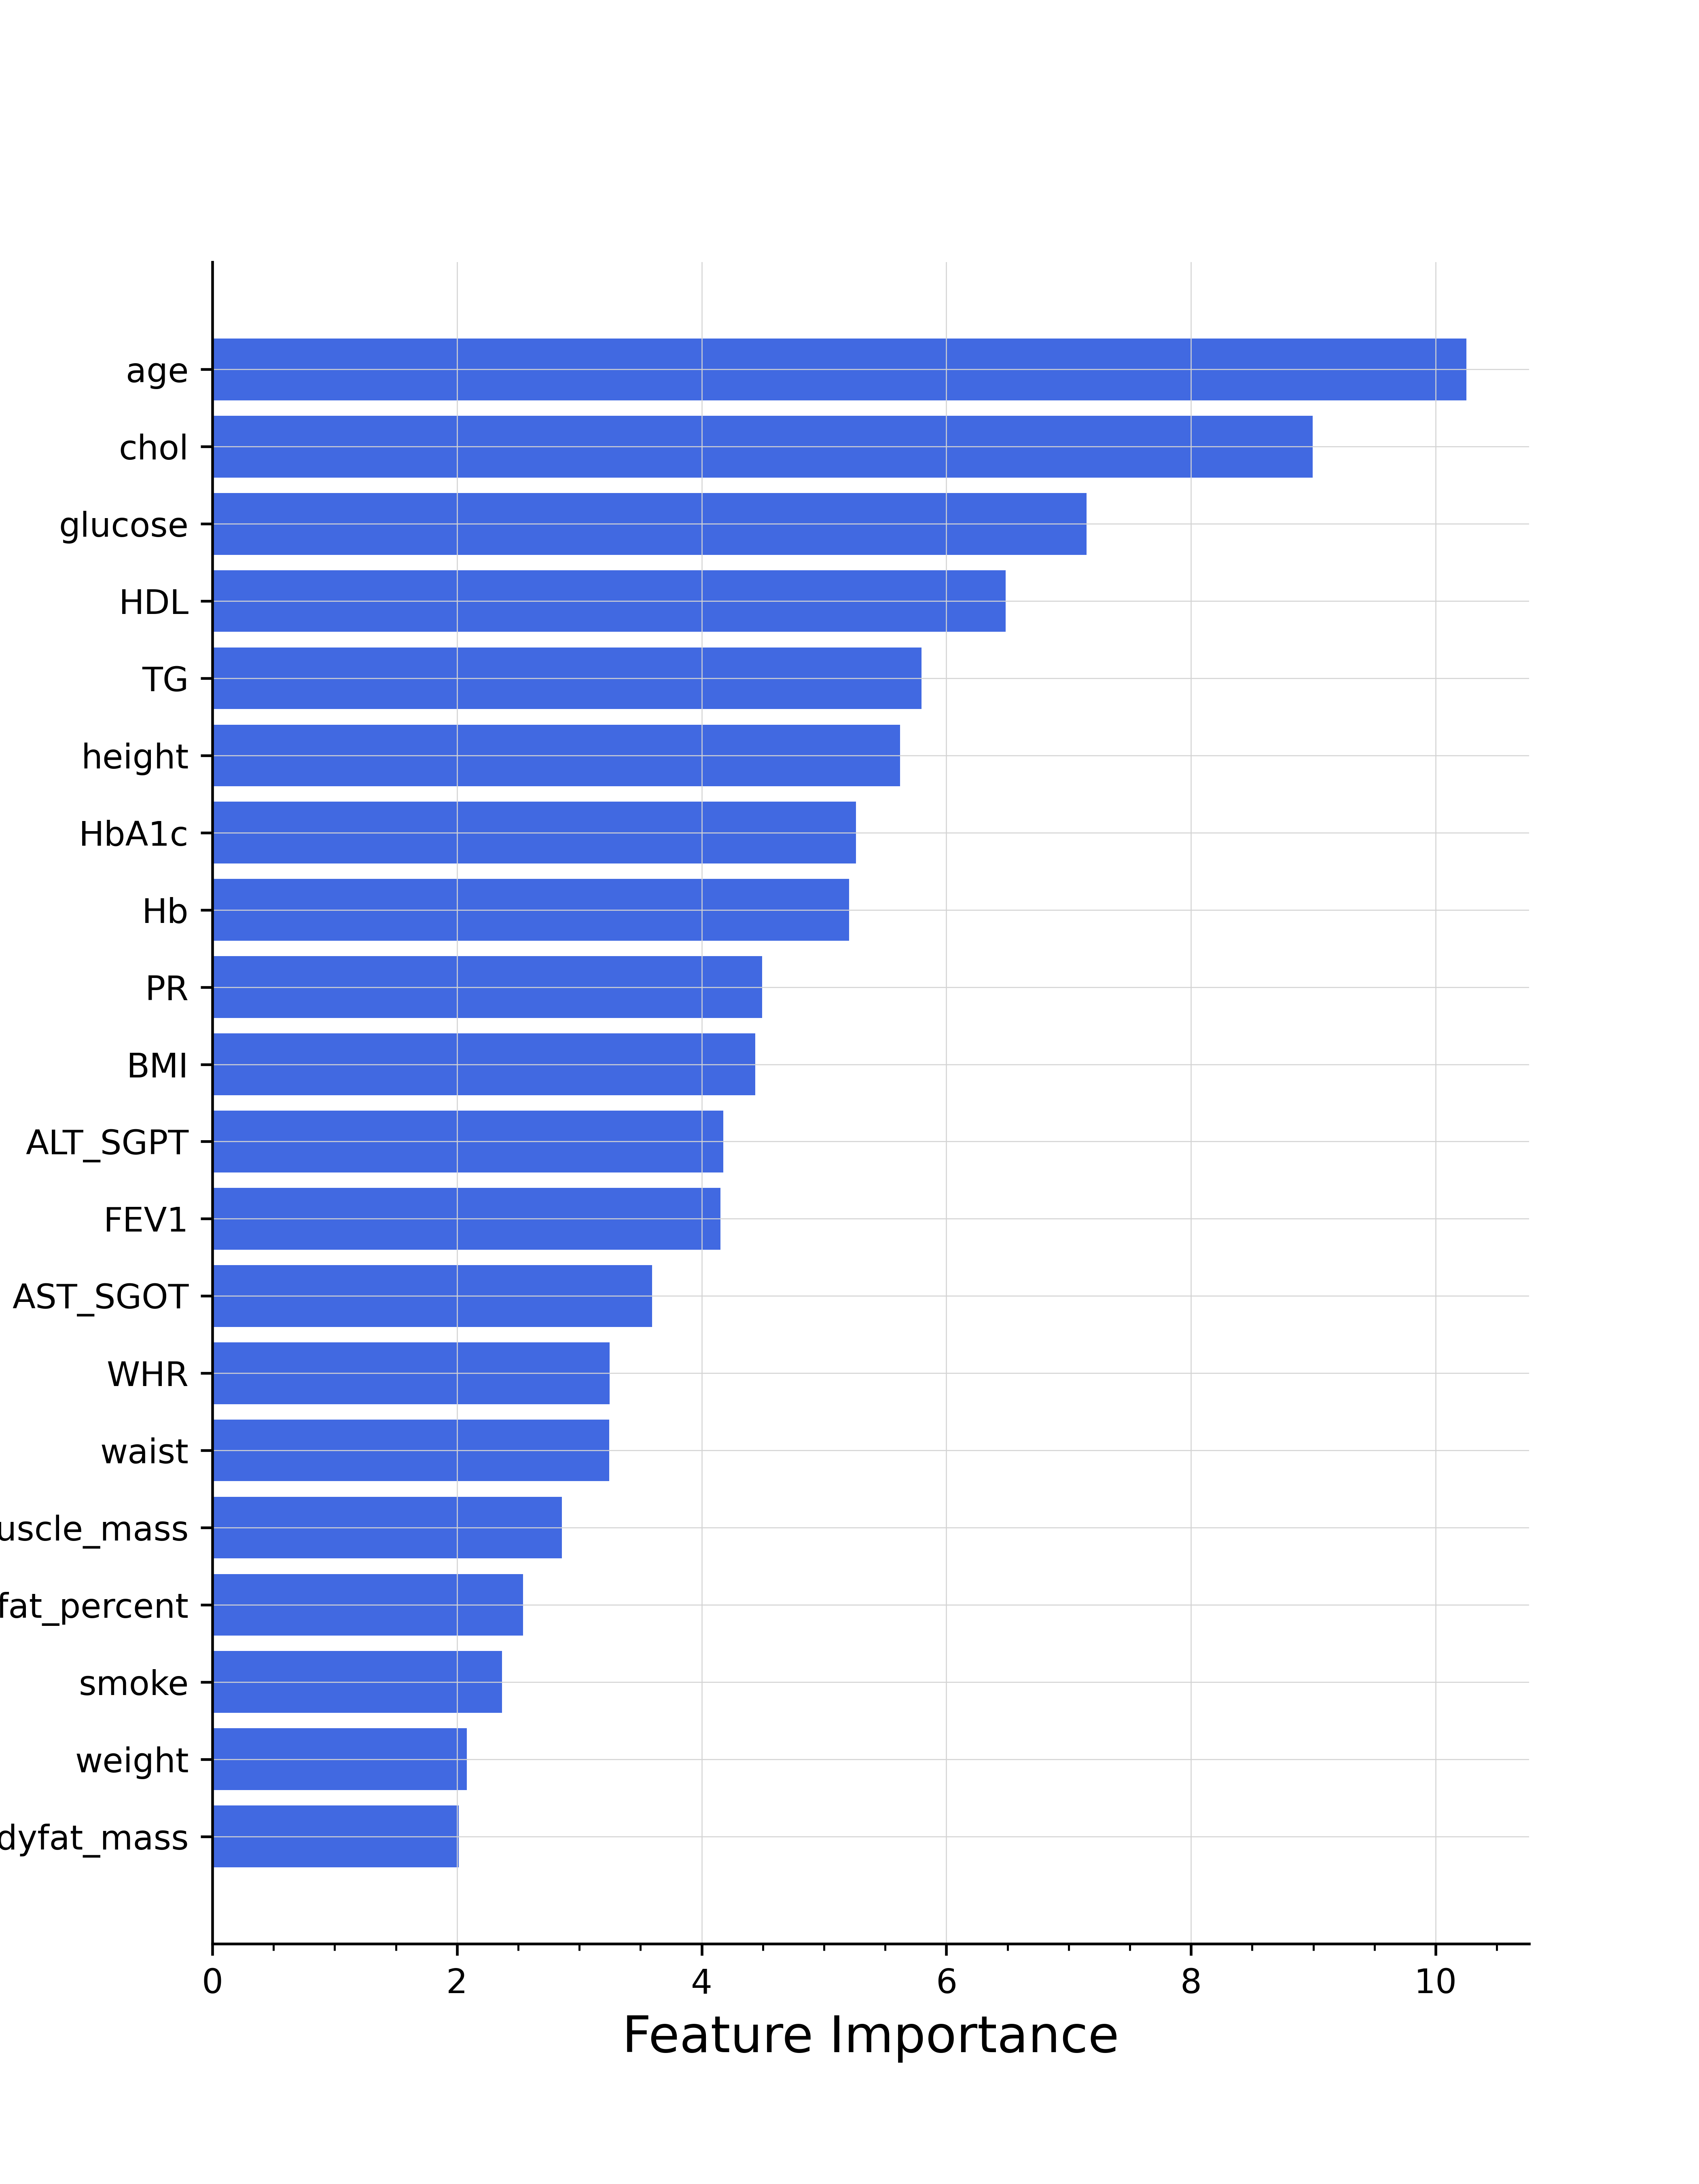 age
chol
glucose
HDL
TG
height
HbA1c
Hb
PR
BMI
ALT_SGPT
FEV1
AST_SGOT
WHR
waist
uscle_mass
fat_percent
smoke
weight
dyfat_mass
0 2 4 6 8 10
Feature Importance